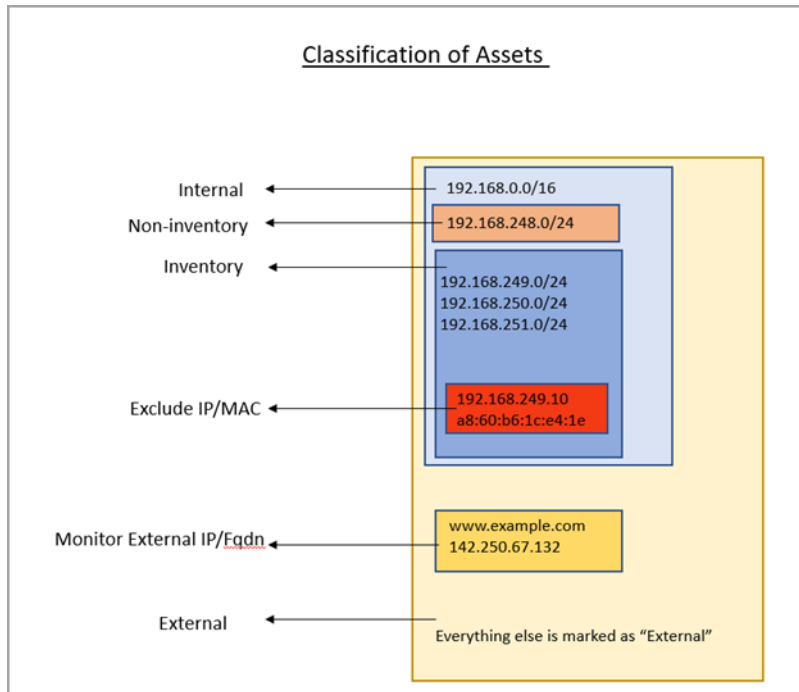 Classification of Assets
Internal
192.168.0.0/16
Non-inventory
192.168.248.0/24
Inventory
192.168.249.0/24
192.168.250.0/24
192.168.251.0/24
Exclude IP/MAC
192.168.249.10
a8:60:b6:1c:e4:1e
Monitor External IP/Fqdn
www.example.com
142.250.67.132
External
Everything else is marked as “External”